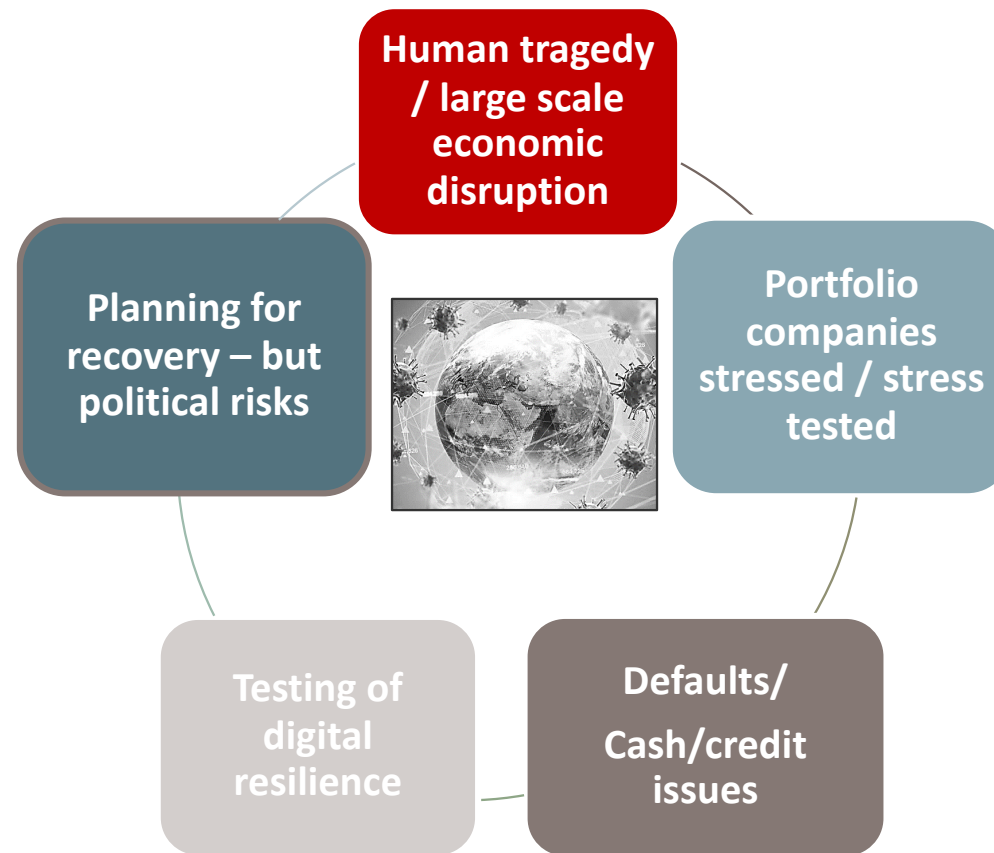 Human tragedy
/ large scale
economic
disruption
Portfolio
companies
stressed / stress
tested
Defaults/
Cash/credit
issues
Testing of
digital
resilience
Planning for
recovery – but
political risks